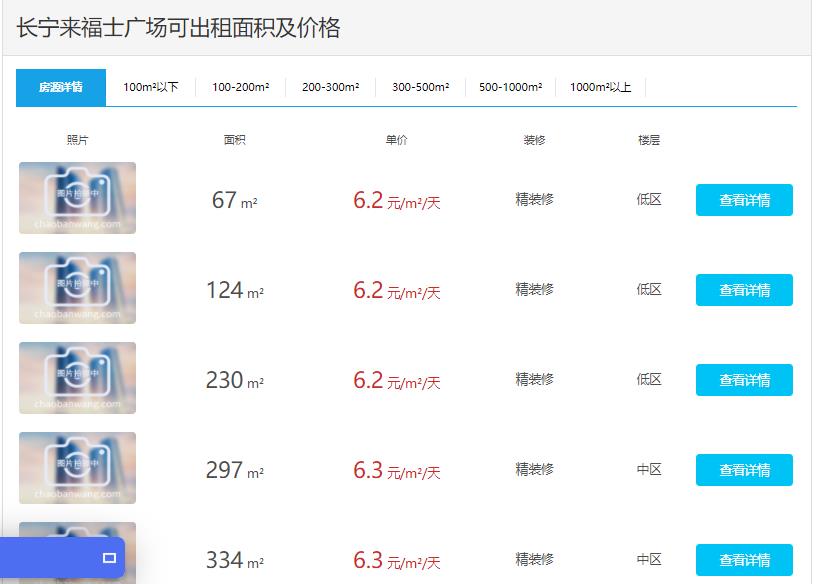 长宁来福士广场可出租面积及价格
房源详情 100m²以下 100-200m² 200-300m² 300-500m² 500-1000m² 1000m²以上
照片 面积 单价 装修 楼层
图片拍摄中
chaobanwang.com
67 m² 6.2 元/m²/天 精装修 低区 查看详情
图片拍摄中
chaobanwang.com
124 m² 6.2 元/m²/天 精装修 低区 查看详情
图片拍摄中
chaobanwang.com
230 m² 6.2 元/m²/天 精装修 低区 查看详情
图片拍摄中
chaobanwang.com
297 m² 6.3 元/m²/天 精装修 中区 查看详情
334 m² 6.3 元/m²/天 精装修 中区 查看详情